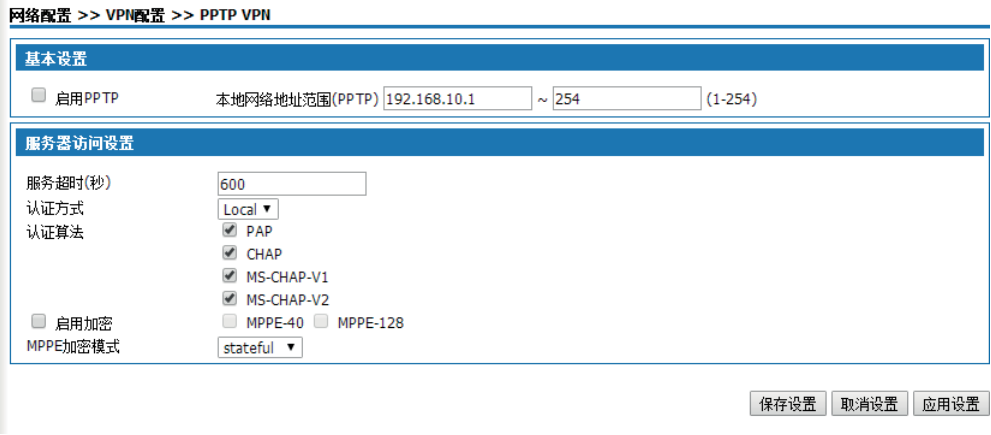 网络配置 >> VPN配置 >> PPTP VPN
基本设置
启用PPTP 本地网络地址范围(PPTP) 192.168.10.1 ~ 254 (1-254)
服务器访问设置
服务超时(秒) 600
认证方式 Local
认证算法 PAP
CHAP
MS-CHAP-V1
MS-CHAP-V2
启用加密 MPPE-40 MPPE-128
MPPE加密模式 stateful
保存设置 取消设置 应用设置